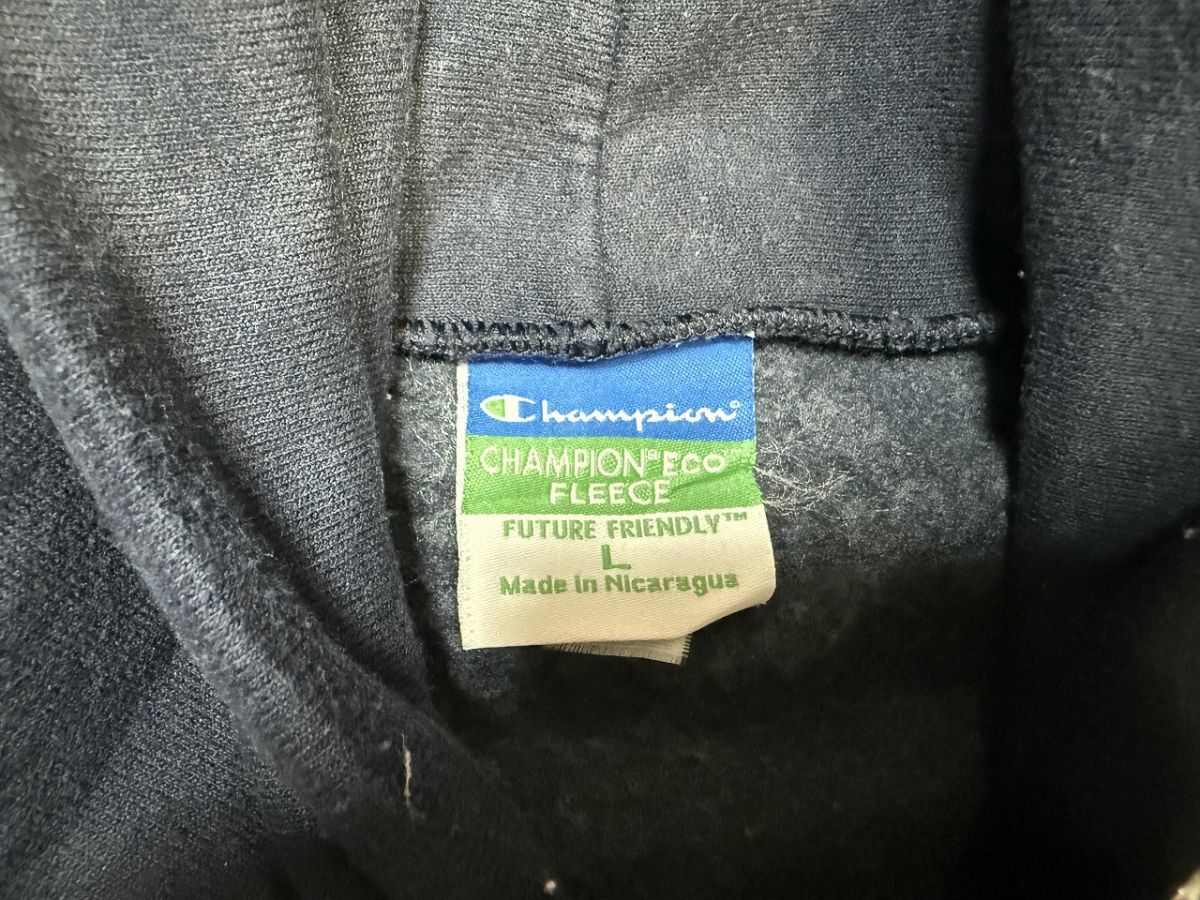 Champion®
CHAMPION® ECO™
FLEECE
FUTURE FRIENDLY™
L
Made in Nicaragua